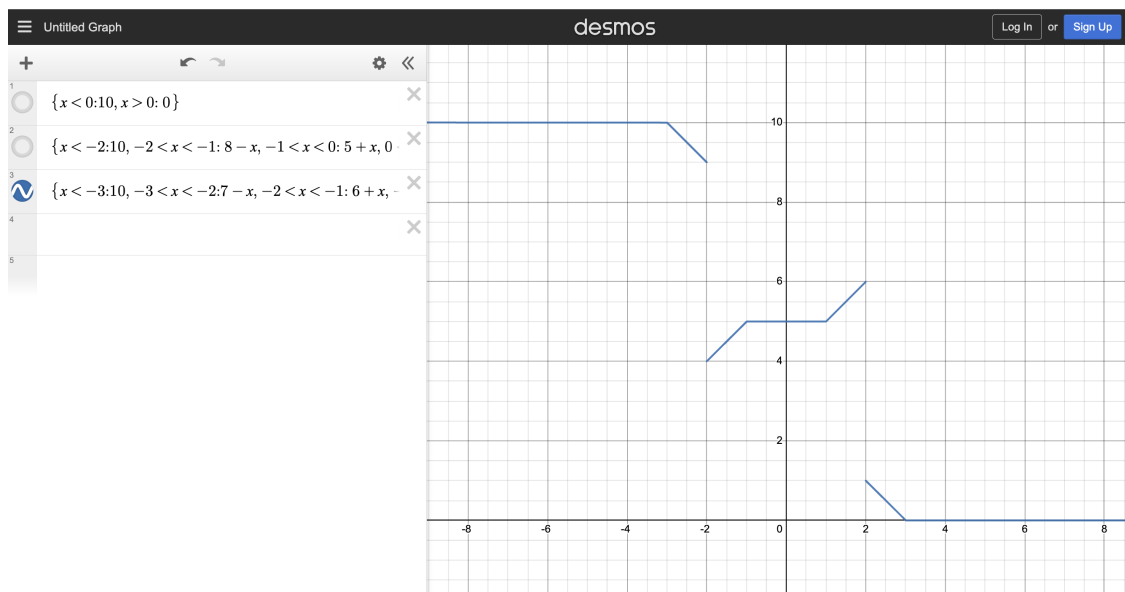 Untitled Graph
desmos
Log In or Sign Up
1
{x < 0:10, x > 0: 0}
2
{x < −2:10, −2 < x < −1: 8 − x, −1 < x < 0: 5 + x, 0
3
{x < −3:10, −3 < x < −2:7 − x, −2 < x < −1: 6 + x, −
4
5
10
8
6
4
2
-8 -6 -4 -2 0 2 4 6 8